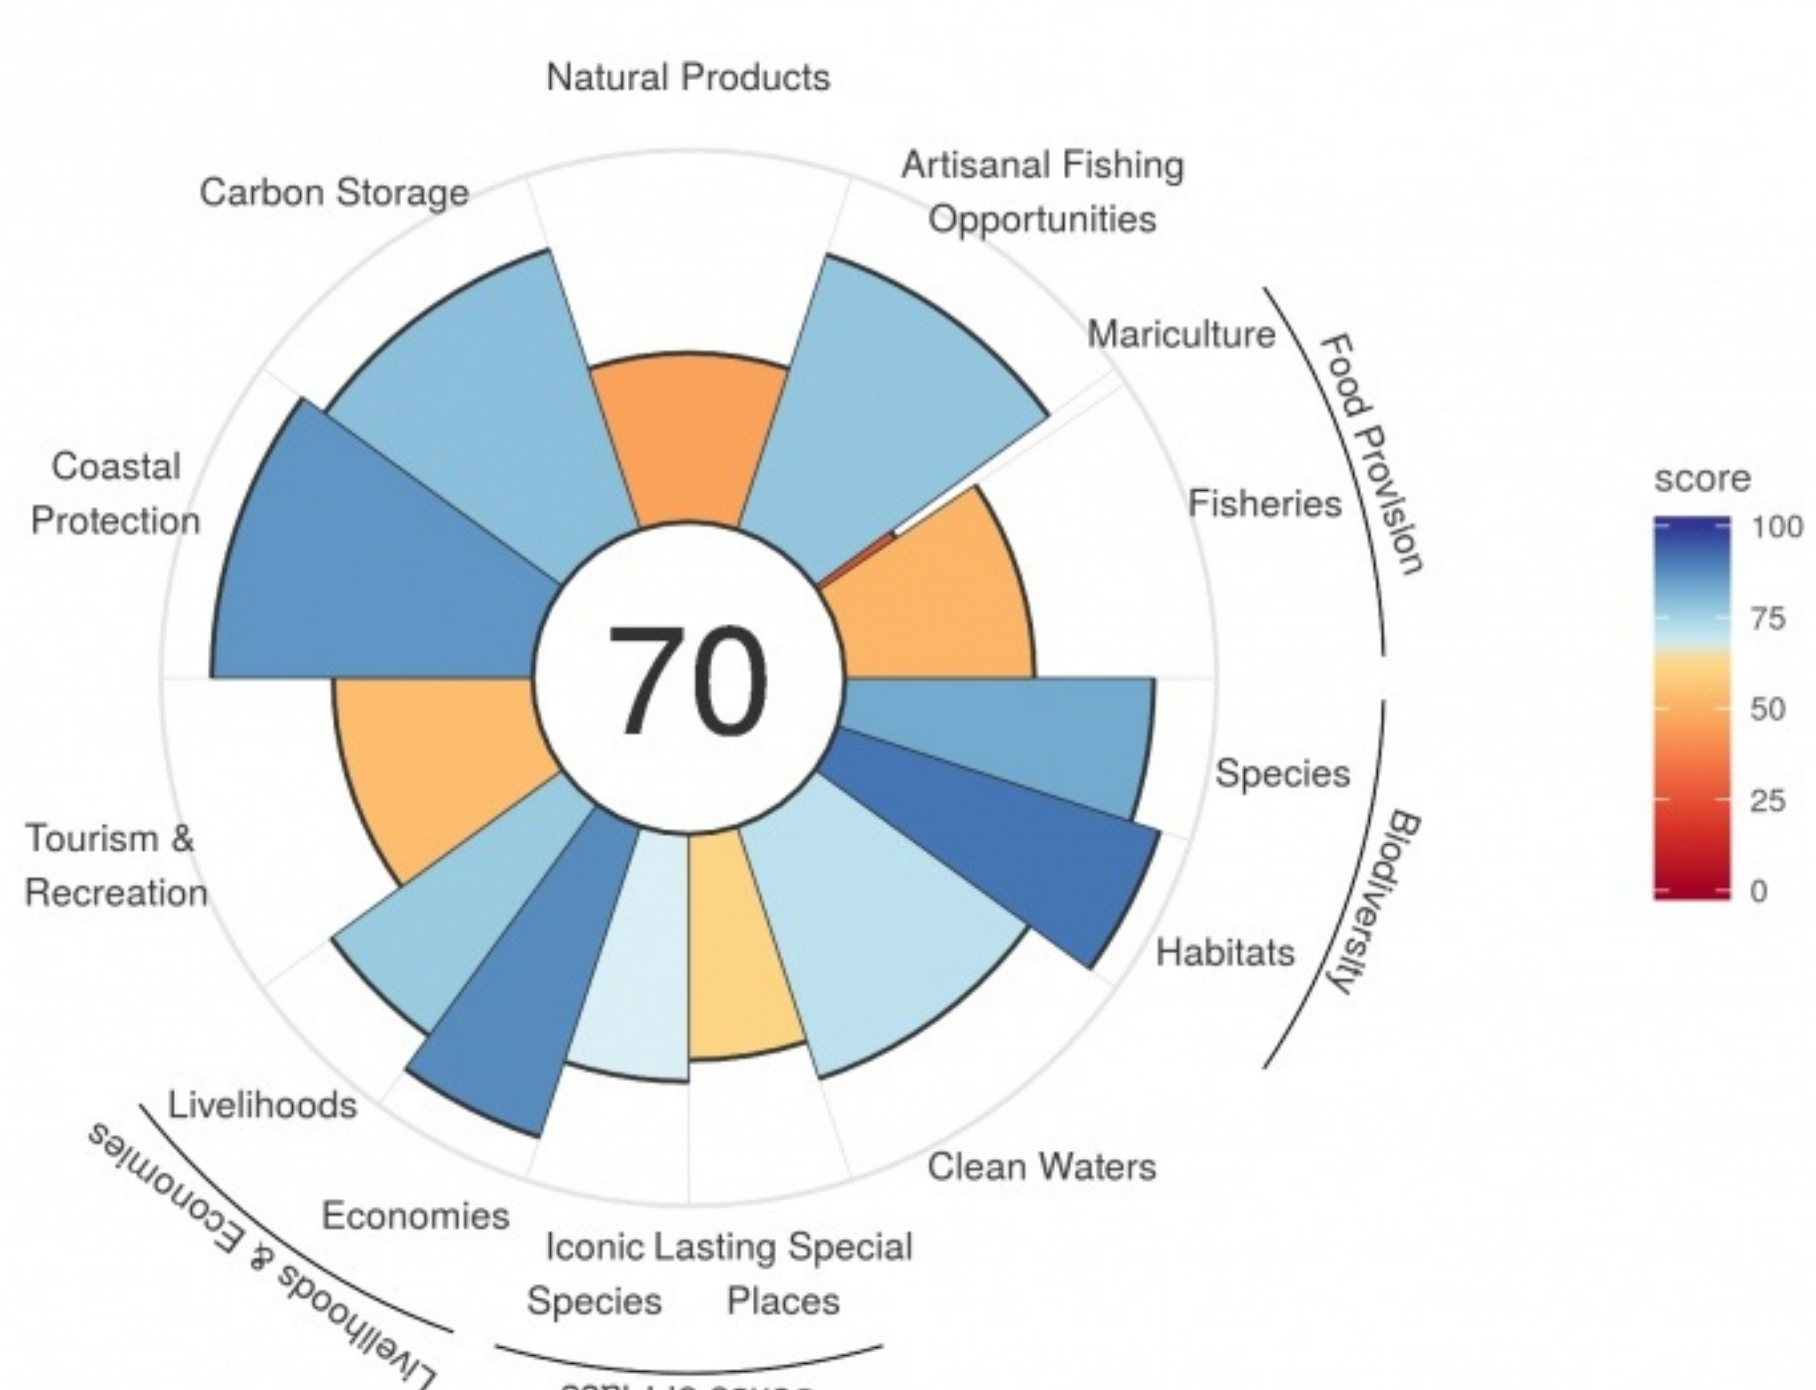 Natural Products
Artisanal Fishing
Opportunities
Carbon Storage
Mariculture
Food Provision
Coastal
Protection
Fisheries
score
100
75
50
25
0
70
Species
Tourism &
Recreation
Biodiversity
Habitats
Livelihoods
Clean Waters
Livelihoods & Economies
Economies
Iconic
Species
Lasting Special
Places